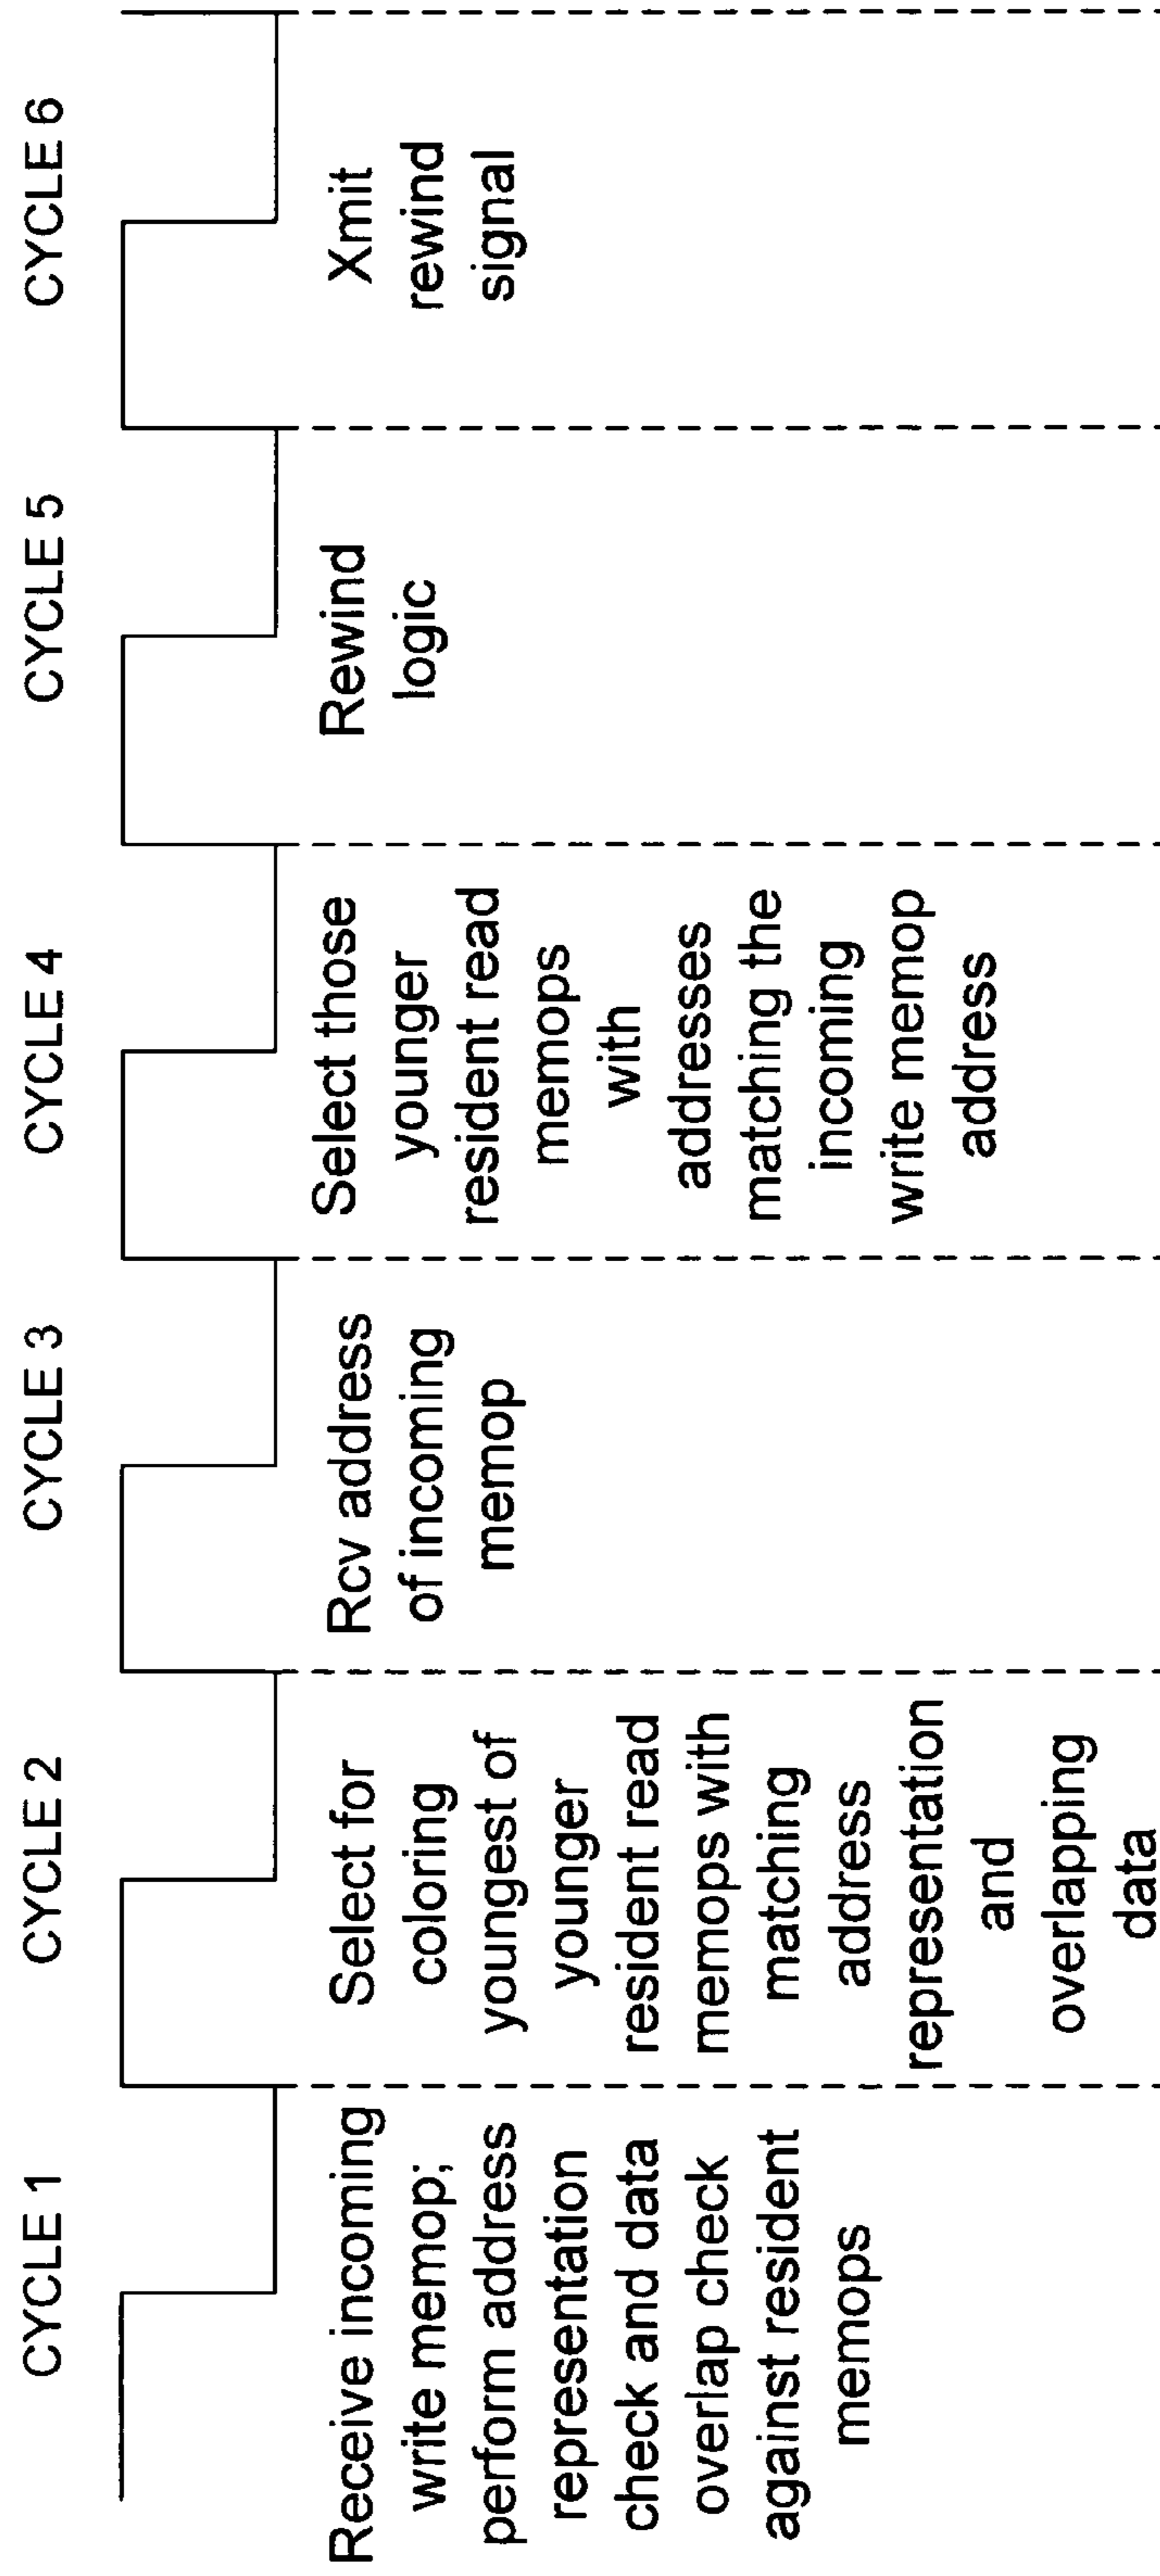 CYCLE 1
Receive incoming
write memop;
perform address
representation
check and data
overlap check
against resident
memops
CYCLE 2
Select for
coloring
youngest of
younger
resident read
memops with
matching
address
representation
and
overlapping
data
CYCLE 3
Rcv address
of incoming
memop
CYCLE 4
Select those
younger
resident read
memops
with
addresses
matching the
incoming
write memop
address
CYCLE 5
Rewind
logic
CYCLE 6
Xmit
rewind
signal